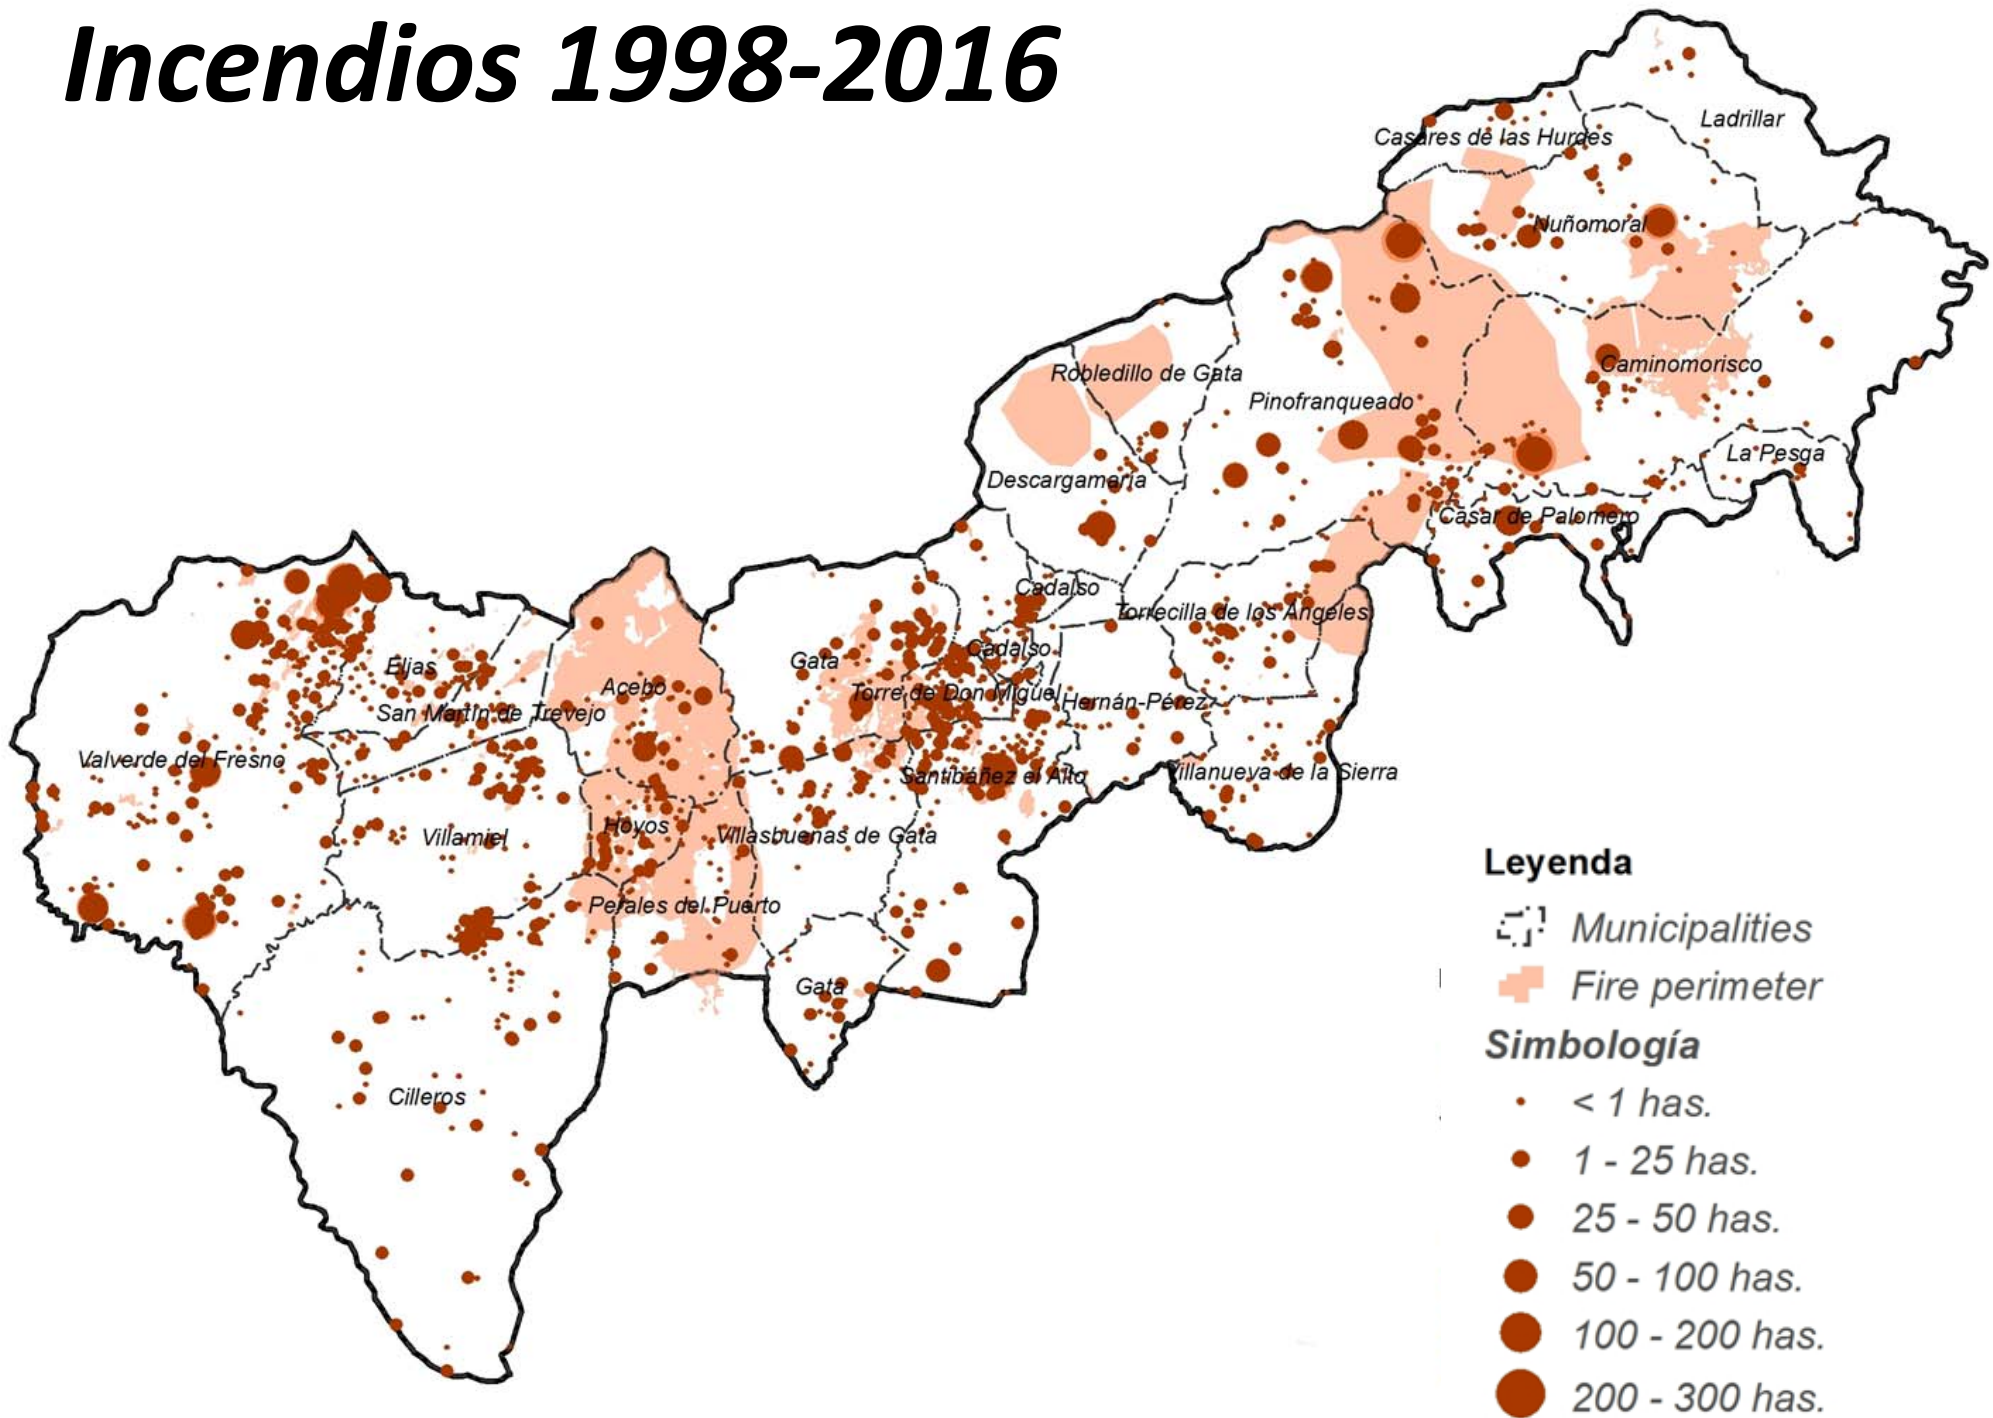 Incendios 1998-2016
Ladrillar
Casares de las Hurdes
Nuñomoral
Robledillo de Gata
Caminomorisco
Pinofranqueado
La Pesga
Descargamaría
Casar de Palomero
Cadalso
Torrecilla de los Ángeles
Cadalso
Gata
Eljas
Acebo
Torre de Don Miguel
Hernán-Pérez
San Martín de Trevejo
Valverde del Fresno
Santibáñez el Alto
Villanueva de la Sierra
Hoyos
Villamiel
Villasbuenas de Gata
Perales del Puerto
Gata
Cilleros
Leyenda
Municipalities
Fire perimeter
Simbología
< 1 has.
1 - 25 has.
25 - 50 has.
50 - 100 has.
100 - 200 has.
200 - 300 has.